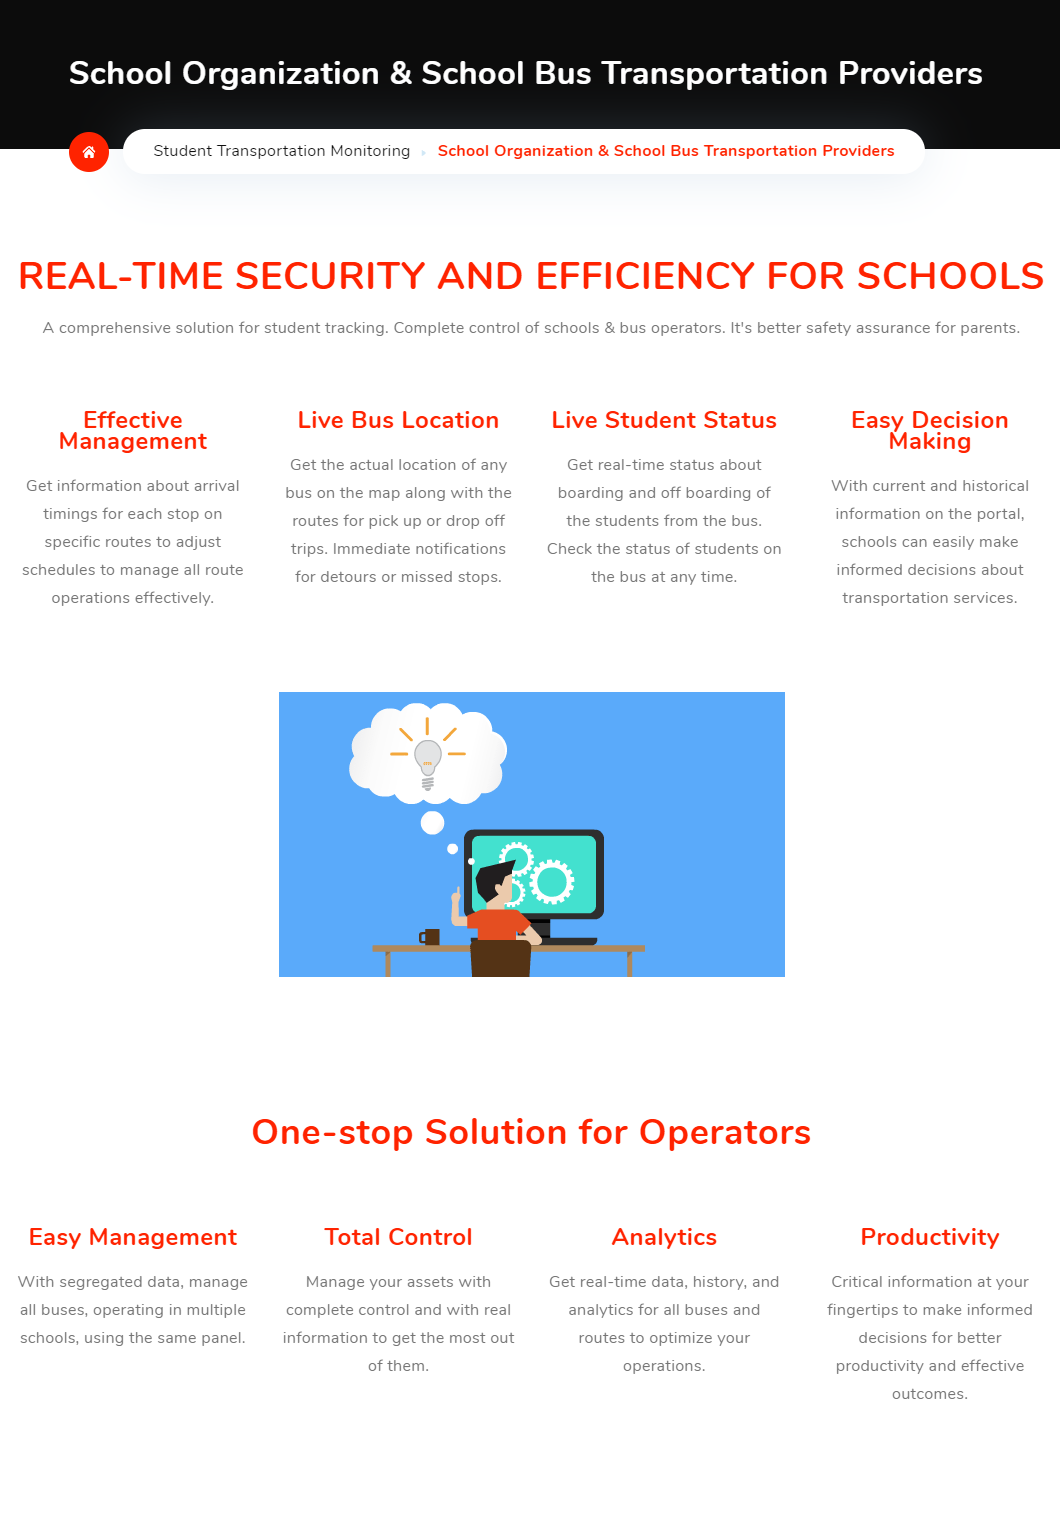 School Organization & School Bus Transportation Providers
Student Transportation Monitoring School Organization & School Bus Transportation Providers
REAL-TIME SECURITY AND EFFICIENCY FOR SCHOOLS
A comprehensive solution for student tracking. Complete control of schools & bus operators. It's better safety assurance for parents.
Effective
Management
Get information about arrival
timings for each stop on
specific routes to adjust
schedules to manage all route
operations effectively.
Live Bus Location
Get the actual location of any
bus on the map along with the
routes for pick up or drop off
trips. Immediate notifications
for detours or missed stops.
Live Student Status
Get real-time status about
boarding and off boarding of
the students from the bus.
Check the status of students on
the bus at any time.
Easy Decision
Making
With current and historical
information on the portal,
schools can easily make
informed decisions about
transportation services.
One-stop Solution for Operators
Easy Management
With segregated data, manage
all buses, operating in multiple
schools, using the same panel.
Total Control
Manage your assets with
complete control and with real
information to get the most out
of them.
Analytics
Get real-time data, history, and
analytics for all buses and
routes to optimize your
operations.
Productivity
Critical information at your
fingertips to make informed
decisions for better
productivity and effective
outcomes.